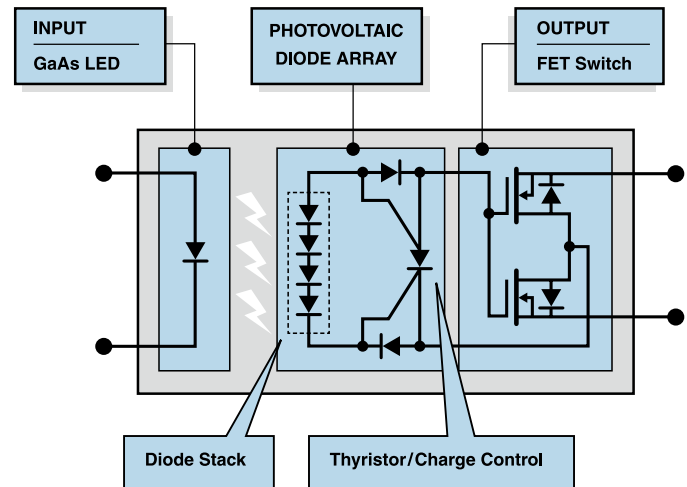 INPUT
GaAs LED
PHOTOVOLTAIC
DIODE ARRAY
OUTPUT
FET Switch
Diode Stack
Thyristor/Charge Control